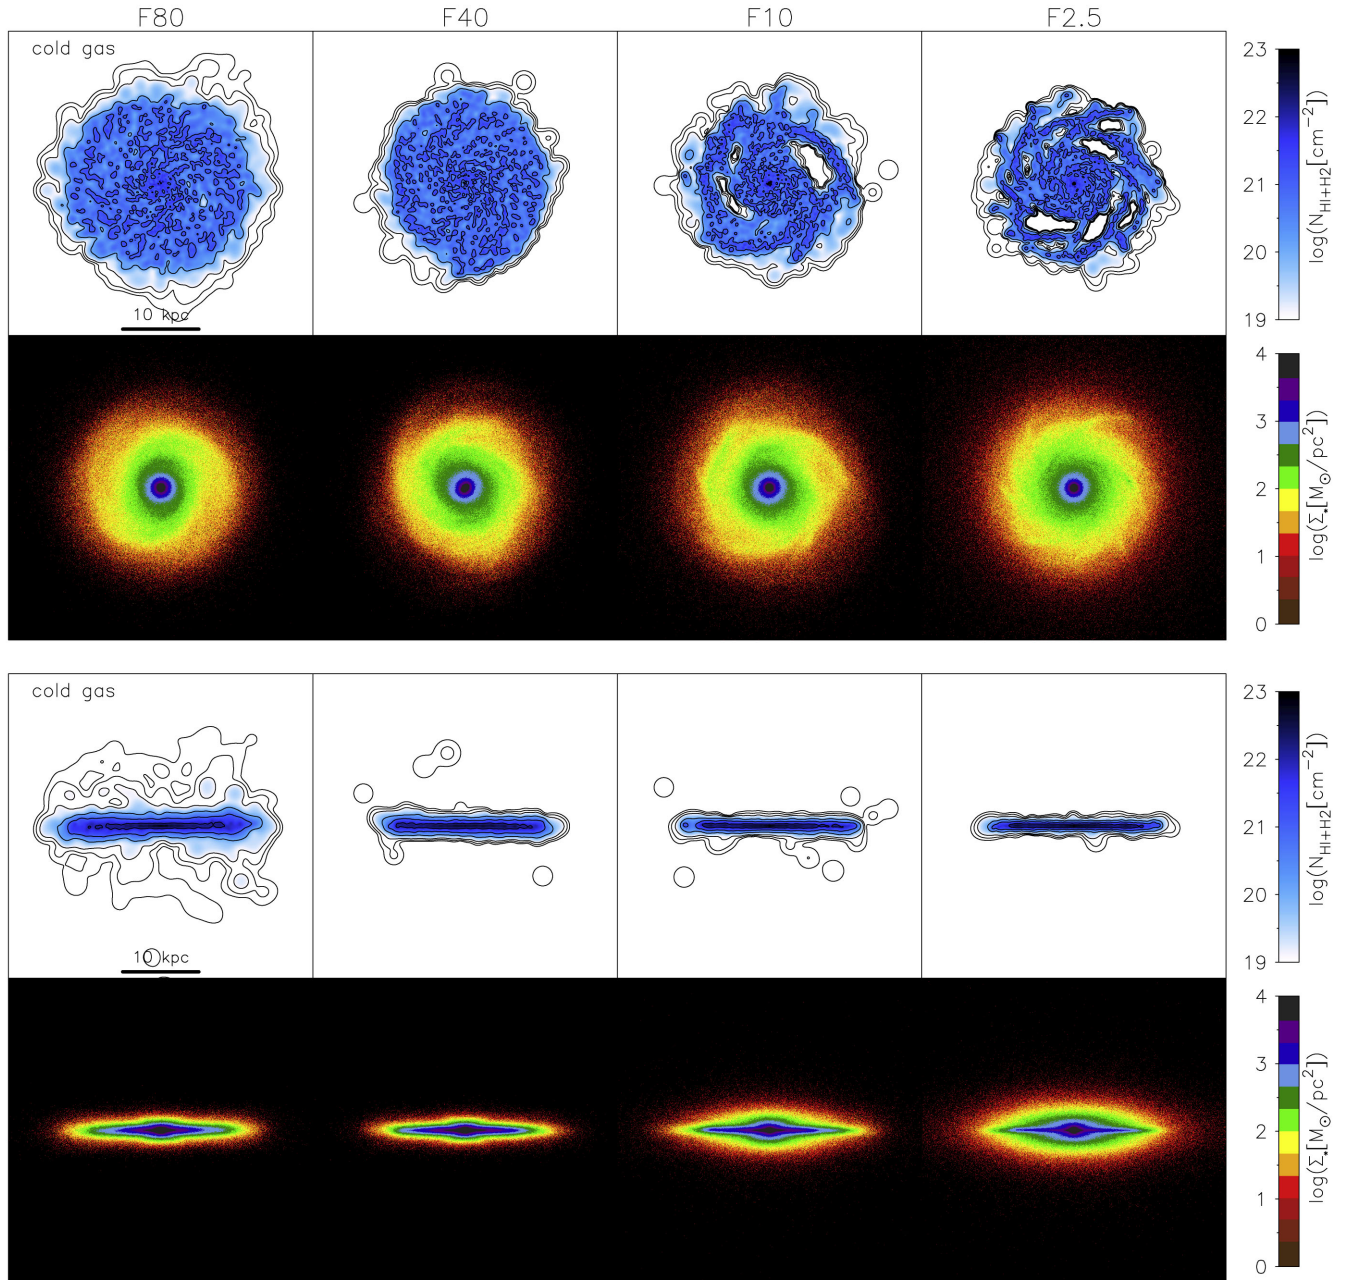 F80 F40 F10 F2.5
cold gas
23
22
21
20
19
log(N_{HI+H2}[cm^{-2}])
10 kpc
4
3
2
1
0
log(Σ_*[M_⊙/pc^2])
cold gas
23
22
21
20
19
log(N_{HI+H2}[cm^{-2}])
10 kpc
4
3
2
1
0
log(Σ_*[M_⊙/pc^2])